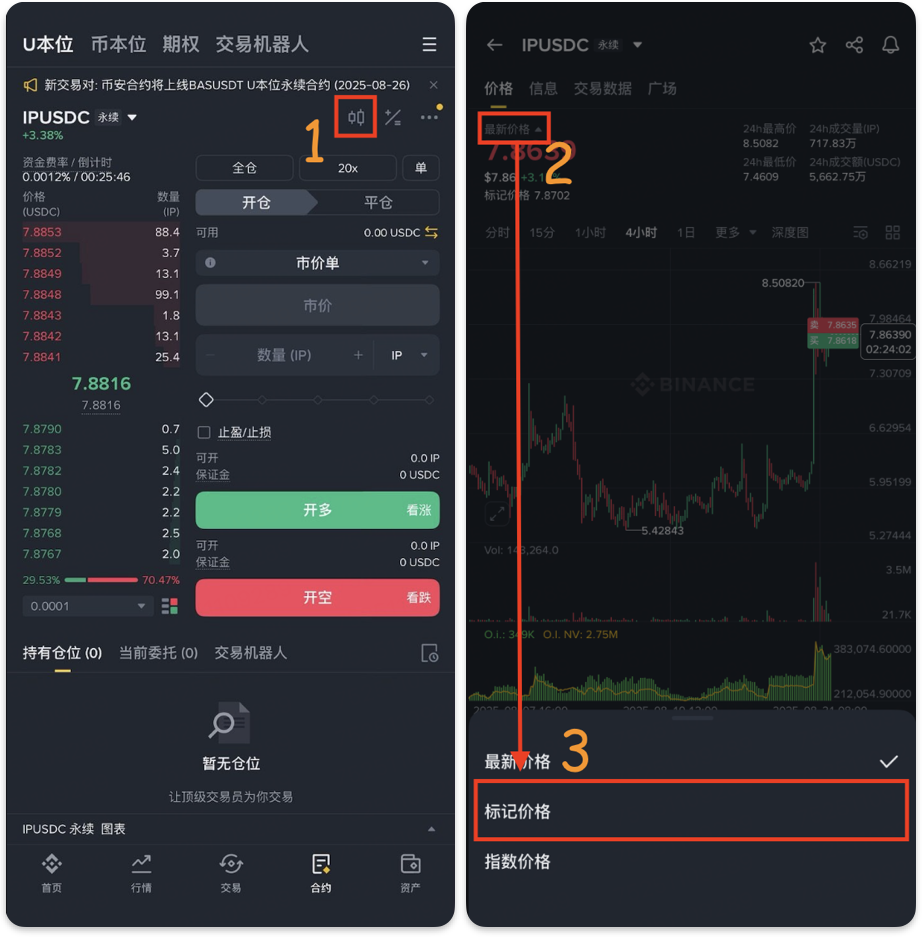 U本位 币本位 期权 交易机器人
新交易对: 币安合约将上线BASUSDT U本位永续合约 (2025-08-26)
IPUSDC 永续
+3.38%
1
资金费率 / 倒计时
0.0012% / 00:25:46
全仓 20x 单
价格 数量
(USDC) (IP)
开仓 平仓
7.8853 88.4
7.8852 3.7
7.8849 13.1
7.8848 99.1
7.8843 1.8
7.8842 13.1
7.8841 25.4
7.8816
7.8816
7.8790 0.7
7.8783 5.0
7.8782 2.4
7.8780 2.2
7.8779 2.2
7.8768 2.5
7.8767 2.0
29.53% 70.47%
0.0001
可用 0.00 USDC
市价单
市价
数量 (IP) + IP
止盈/止损
可开 0.0 IP
保证金 0 USDC
开多 看涨
可开 0.0 IP
保证金 0 USDC
开空 看跌
持有仓位 (0) 当前委托 (0) 交易机器人
暂无仓位
让顶级交易员为你交易
IPUSDC 永续 图表
首页 行情 交易 合约 资产
IPUSDC 永续
价格 信息 交易数据 广场
最新价格
2
$7.86
标记价格 7.8702
24h最高价 24h成交量(IP)
8.5082 717.83万
24h最低价 24h成交额(USDC)
7.4609 5,662.75万
分时 15分 1小时 4小时 1日 更多 深度图
8.66219
8.50820
7.98464
卖 7.8635
买 7.8618
7.86390
02:24:02
7.30709
BINANCE
6.62954
5.95199
5.42843
5.27444
3.5M
21.7K
O.I. NV: 2.75M
383,074.60000
212,054.90000
最新价格
3
标记价格
指数价格